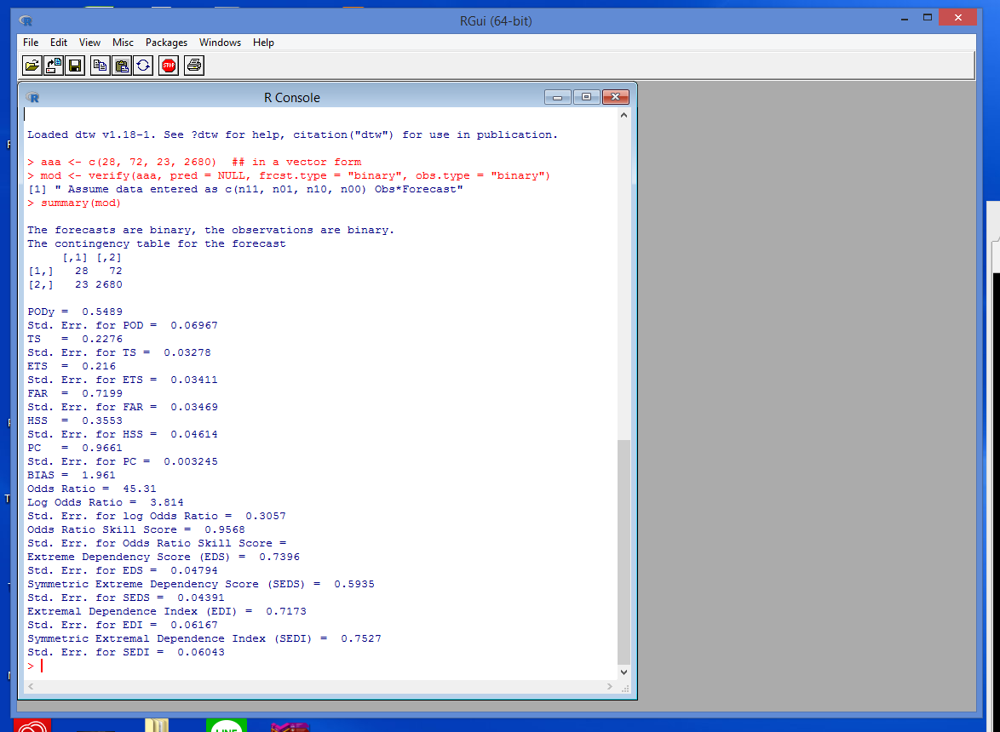 RGui (64-bit)
File Edit View Misc Packages Windows Help
STOP
R Console
Loaded dtw v1.18-1. See ?dtw for help, citation("dtw") for use in publication.
> aaa <- c(28, 72, 23, 2680)  ## in a vector form
> mod <- verify(aaa, pred = NULL, frcst.type = "binary", obs.type = "binary")
[1] " Assume data entered as c(n11, n01, n10, n00) Obs*Forecast"
> summary(mod)
The forecasts are binary, the observations are binary.
The contingency table for the forecast
     [,1] [,2]
[1,]   28   72
[2,]   23 2680
PODy =  0.5489
Std. Err. for POD =  0.06967
TS   =  0.2276
Std. Err. for TS =  0.03278
ETS  =  0.216
Std. Err. for ETS =  0.03411
FAR  =  0.7199
Std. Err. for FAR =  0.03469
HSS  =  0.3553
Std. Err. for HSS =  0.04614
PC   =  0.9661
Std. Err. for PC =  0.003245
BIAS =  1.961
Odds Ratio =  45.31
Log Odds Ratio =  3.814
Std. Err. for log Odds Ratio =  0.3057
Odds Ratio Skill Score =  0.9568
Std. Err. for Odds Ratio Skill Score =
Extreme Dependency Score (EDS) =  0.7396
Std. Err. for EDS =  0.04794
Symmetric Extreme Dependency Score (SEDS) =  0.5935
Std. Err. for SEDS =  0.04391
Extremal Dependence Index (EDI) =  0.7173
Std. Err. for EDI =  0.06167
Symmetric Extremal Dependence Index (SEDI) =  0.7527
Std. Err. for SEDI =  0.06043
>
LINE